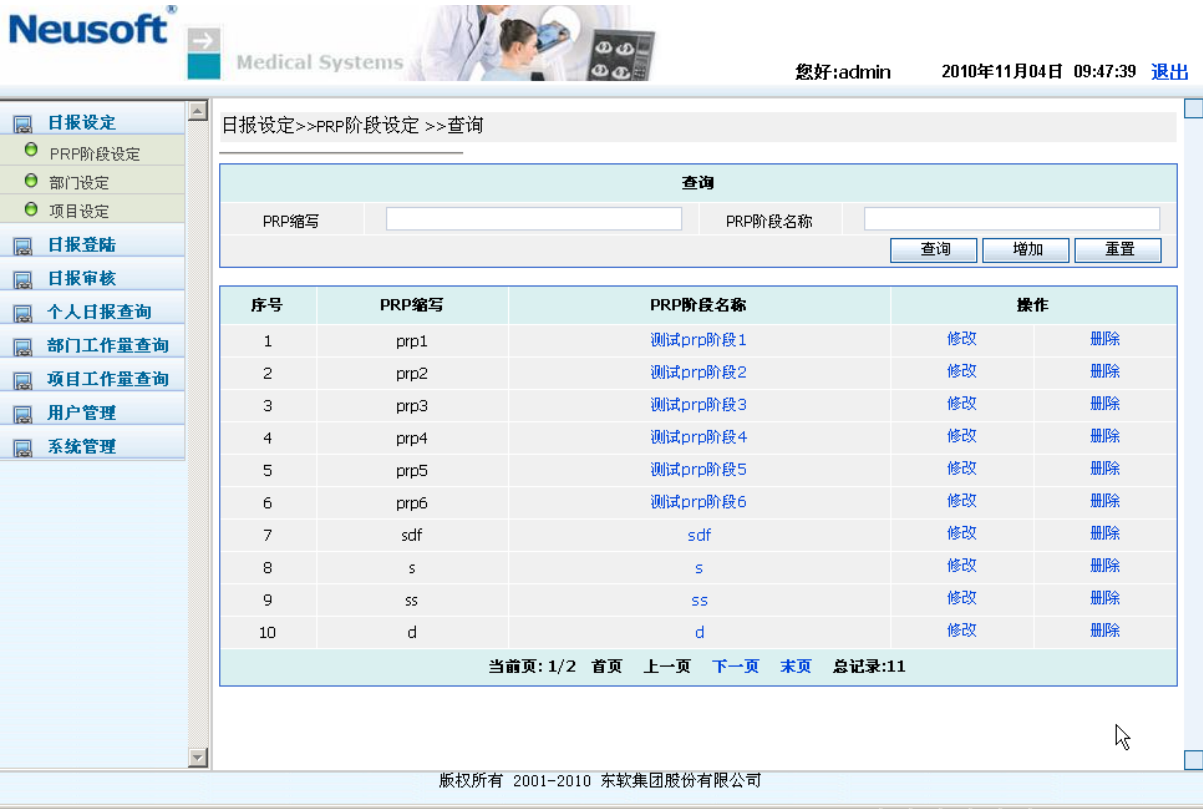 Neusoft®
Medical Systems
您好:admin 2010年11月04日 09:47:39 退出
日报设定
PRP阶段设定
部门设定
项目设定
日报登陆
日报审核
个人日报查询
部门工作量查询
项目工作量查询
用户管理
系统管理
日报设定>>PRP阶段设定 >>查询
查询
PRP缩写 PRP阶段名称
查询 增加 重置
序号 PRP缩写 PRP阶段名称 操作
1 prp1 测试prp阶段1 修改 删除
2 prp2 测试prp阶段2 修改 删除
3 prp3 测试prp阶段3 修改 删除
4 prp4 测试prp阶段4 修改 删除
5 prp5 测试prp阶段5 修改 删除
6 prp6 测试prp阶段6 修改 删除
7 sdf sdf 修改 删除
8 s s 修改 删除
9 ss ss 修改 删除
10 d d 修改 删除
当前页: 1/2 首页 上一页 下一页 末页 总记录:11
版权所有 2001-2010 东软集团股份有限公司